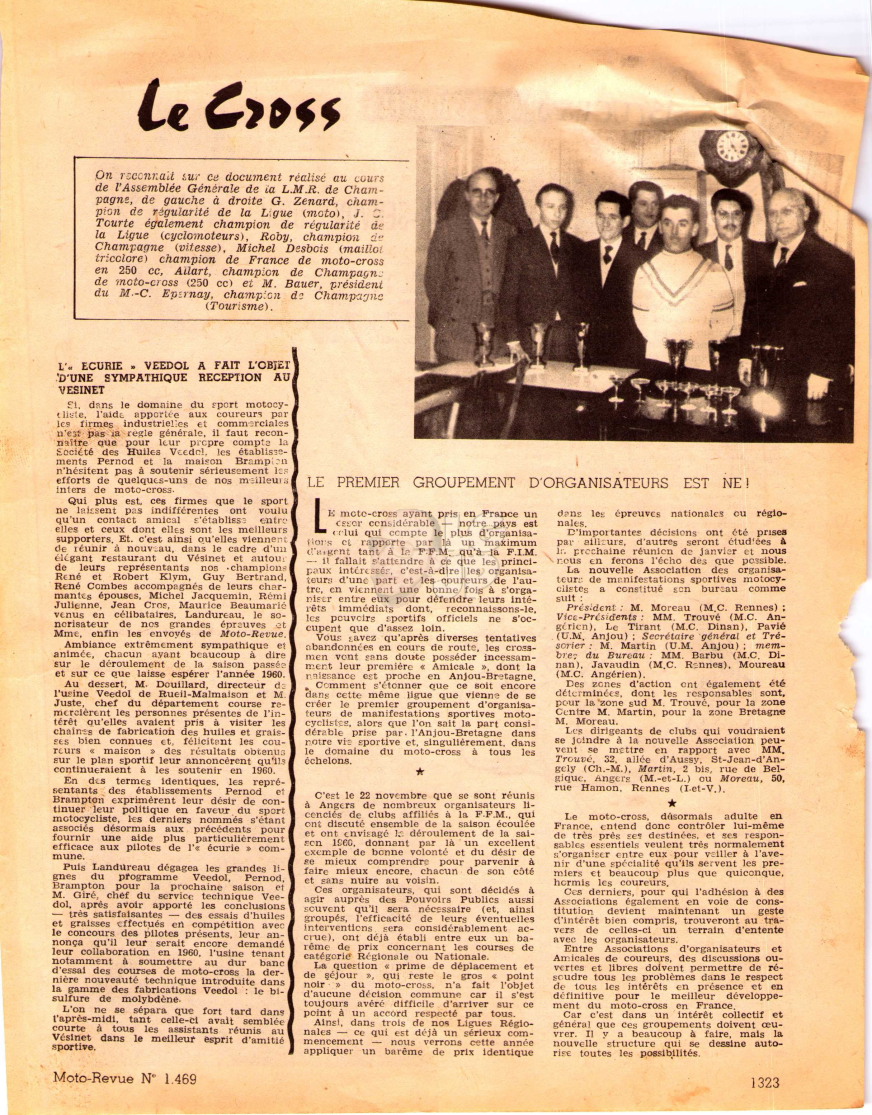 Le Cross
On reconnaît sur ce document réalisé au cours
de l'Assemblée Générale de la L.M.R. de Cham-
pagne, de gauche à droite G. Zénard, cham-
pion de régularité de la Ligue (moto), J. C.
Tourte également champion de régularité de
la Ligue (cyclomoteurs), Roby, champion de
Champagne (vitesse), Michel Desbois (maillot
tricolore) champion de France de moto-cross
en 250 cc, Allart, champion de Champagne
de moto-cross (250 cc) et M. Bauer, président
du M.-C. Epernay, champion de Champagne
(Tourisme).
L'« ECURIE » VEEDOL A FAIT L'OBJET
D'UNE SYMPATHIQUE RECEPTION AU
VESINET
Si, dans le domaine du sport motocy-
cliste, l'aide apportée aux coureurs par
les firmes industrielles et commerciales
n'est pas la règle générale, il faut recon-
naître que pour leur propre compte la
Société des Huiles Veedol, les établisse-
ments Pernod et la maison Brampton
n'hésitent pas à soutenir sérieusement les
efforts de quelques-uns de nos meilleurs
inters de moto-cross.
Qui plus est, ces firmes que le sport
ne laissent pas indifférentes ont voulu
qu'un contact amical s'établisse entre
elles et ceux dont elles sont les meilleurs
supporters. Et, c'est ainsi qu'elles viennent
de réunir à nouveau, dans le cadre d'un
élégant restaurant du Vésinet et autour
de leurs représentants nos champions
René et Robert Klym, Guy Bertrand,
René Combes accompagnés de leurs char-
mantes épouses, Michel Jacquemin, Rémi
Julienne, Jean Cros, Maurice Beaumarié
venus en célibataires, Landureau, le so-
norisateur de nos grandes épreuves et
Mme, enfin les envoyés de Moto-Revue.
Ambiance extrêmement sympathique et
animée, chacun ayant beaucoup à dire
sur le déroulement de la saison passée
et sur ce que laisse espérer l'année 1960.
Au dessert, M. Douillard, directeur de
l'usine Veedol de Rueil-Malmaison et M.
Juste, chef du département course re-
mercièrent les personnes présentes de l'in-
térêt qu'elles avaient pris à visiter les
chaînes de fabrication des huiles et grais-
ses bien connues et, félicitant les cou-
reurs « maison » des résultats obtenus
sur le plan sportif leur annoncèrent qu'ils
continueraient à les soutenir en 1960.
En des termes identiques, les repré-
sentants des établissements Pernod et
Brampton exprimèrent leur désir de con-
tinuer leur politique en faveur du sport
motocycliste, les derniers nommés s'étant
associés désormais aux précédents pour
fournir une aide plus particulièrement
efficace aux pilotes de l'« écurie » com-
mune.
Puis Landureau dégagea les grandes li-
gnes du programme Veedol, Pernod,
Brampton pour la prochaine saison et
M. Giré, chef du service technique Vee-
dol, après avoir apporté les conclusions
— très satisfaisantes — des essais d'huiles
et graisses effectués en compétition avec
le concours des pilotes présents, leur an-
nonça qu'il leur serait encore demandé
leur collaboration en 1960, l'usine tenant
notamment à soumettre au dur banc
d'essai des courses de moto-cross la der-
nière nouveauté technique introduite dans
la gamme des fabrications Veedol : le bi-
sulfure de molybdène.
L'on ne se sépara que fort tard dans
l'après-midi, tant celle-ci avait semblée
courte à tous les assistants réunis au
Vésinet dans le meilleur esprit d'amitié
sportive.
LE PREMIER GROUPEMENT D'ORGANISATEURS EST NE !
LE moto-cross ayant pris en France un
essor considérable — notre pays est
celui qui compte le plus d'organisa-
tions et rapporte par là un maximum
d'argent tant à la F.F.M. qu'à la F.I.M.
— il fallait s'attendre à ce que les princi-
paux intéressés, c'est-à-dire les organisa-
teurs d'une part et les coureurs de l'au-
tre, en viennent une bonne fois à s'orga-
niser entre eux pour défendre leurs inté-
rêts immédiats dont, reconnaissons-le,
les pouvoirs sportifs officiels ne s'oc-
cupent que d'assez loin.
Vous savez qu'après diverses tentatives
abandonnées en cours de route, les cross-
men vont sans doute posséder incessam-
ment leur première « Amicale », dont la
naissance est proche en Anjou-Bretagne.
Comment s'étonner que ce soit encore
dans cette même ligue que vienne de se
créer le premier groupement d'organisa-
teurs de manifestations sportives moto-
cyclistes, alors que l'on sait la part consi-
dérable prise par l'Anjou-Bretagne dans
notre vie sportive et, singulièrement, dans
le domaine du moto-cross à tous les
échelons.
★
C'est le 22 novembre que se sont réunis
à Angers de nombreux organisateurs li-
cenciés de clubs affiliés à la F.F.M., qui
ont discuté ensemble de la saison écoulée
et ont envisagé le déroulement de la sai-
son 1960, donnant par là un excellent
exemple de bonne volonté et du désir de
se mieux comprendre pour parvenir à
faire mieux encore, chacun de son côté
et sans nuire au voisin.
Ces organisateurs, qui sont décidés à
agir auprès des Pouvoirs Publics aussi
souvent qu'il sera nécessaire (et, ainsi
groupés, l'efficacité de leurs éventuelles
interventions sera considérablement ac-
crue), ont déjà établi entre eux un ba-
rême de prix concernant les courses de
catégorie Régionale ou Nationale.
La question « prime de déplacement et
de séjour », qui reste le gros « point
noir » du moto-cross, n'a fait l'objet
d'aucune décision commune car il s'est
toujours avéré difficile d'arriver sur ce
point à un accord respecté par tous.
Ainsi, dans trois de nos Ligues Régio-
nales — ce qui est déjà un sérieux com-
mencement — nous verrons cette année
appliquer un barême de prix identique
dans les épreuves nationales ou régio-
nales.
D'importantes décisions ont été prises
par ailleurs, d'autres seront étudiées à
la prochaine réunion de janvier et nous
nous en ferons l'écho dès que possible.
La nouvelle Association des organisa-
teurs de manifestations sportives motocy-
clistes a constitué son bureau comme
suit :
Président : M. Moreau (M.C. Rennes) ;
Vice-Présidents : MM. Trouvé (M.C. An-
gérien), Le Tirant (M.C. Dinan), Pavié
(U.M. Anjou) ; Secrétaire général et Tré-
sorier : M. Martin (U.M. Anjou) ; mem-
bres du Bureau : MM. Barbu (M.C. Di-
nan), Javaudin (M.C. Rennes), Moureau
(M.C. Angérien).
Des zones d'action ont également été
déterminées, dont les responsables sont,
pour la zone sud M. Trouvé, pour la zone
Centre M. Martin, pour la zone Bretagne
M. Moreau.
Les dirigeants de clubs qui voudraient
se joindre à la nouvelle Association peu-
vent se mettre en rapport avec MM.
Trouvé, 32, allée d'Aussy, St-Jean-d'An-
gely (Ch.-M.), Martin, 2 bis, rue de Bel-
gique, Angers (M.-et-L.) ou Moreau, 50,
rue Hamon, Rennes (I.et-V.).
★
Le moto-cross, désormais adulte en
France, entend donc contrôler lui-même
de très près ses destinées, et ses respon-
sables essentiels veulent très normalement
s'organiser entre eux pour veiller à l'ave-
nir d'une spécialité qu'ils servent les pre-
miers et beaucoup plus que quiconque,
hormis les coureurs.
Ces derniers, pour qui l'adhésion à des
Associations également en voie de cons-
titution devient maintenant un geste
d'intérêt bien compris, trouveront au tra-
vers de celles-ci un terrain d'entente
avec les organisateurs.
Entre Associations d'organisateurs et
Amicales de coureurs, des discussions ou-
vertes et libres doivent permettre de ré-
soudre tous les problèmes dans le respect
de tous les intérêts en présence et en
définitive pour le meilleur développe-
ment du moto-cross en France.
Car c'est dans un intérêt collectif et
général que ces groupements doivent œu-
vrer. Il y a beaucoup à faire, mais la
nouvelle structure qui se dessine auto-
rise toutes les possibilités.
Moto-Revue N° 1.469
1323